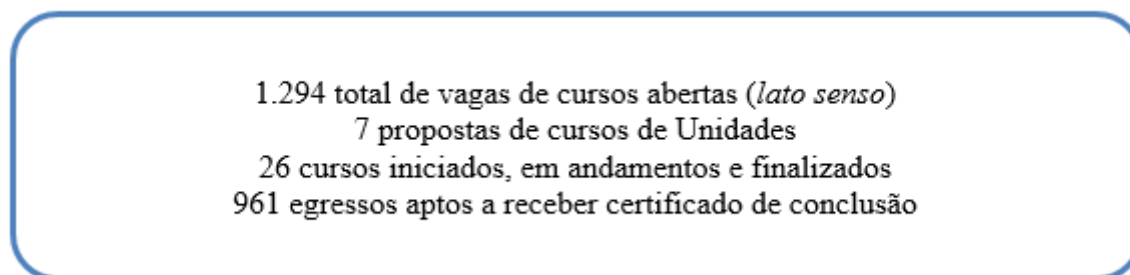 1.294 total de vagas de cursos abertas (lato senso)
7 propostas de cursos de Unidades
26 cursos iniciados, em andamentos e finalizados
961 egressos aptos a receber certificado de conclusão